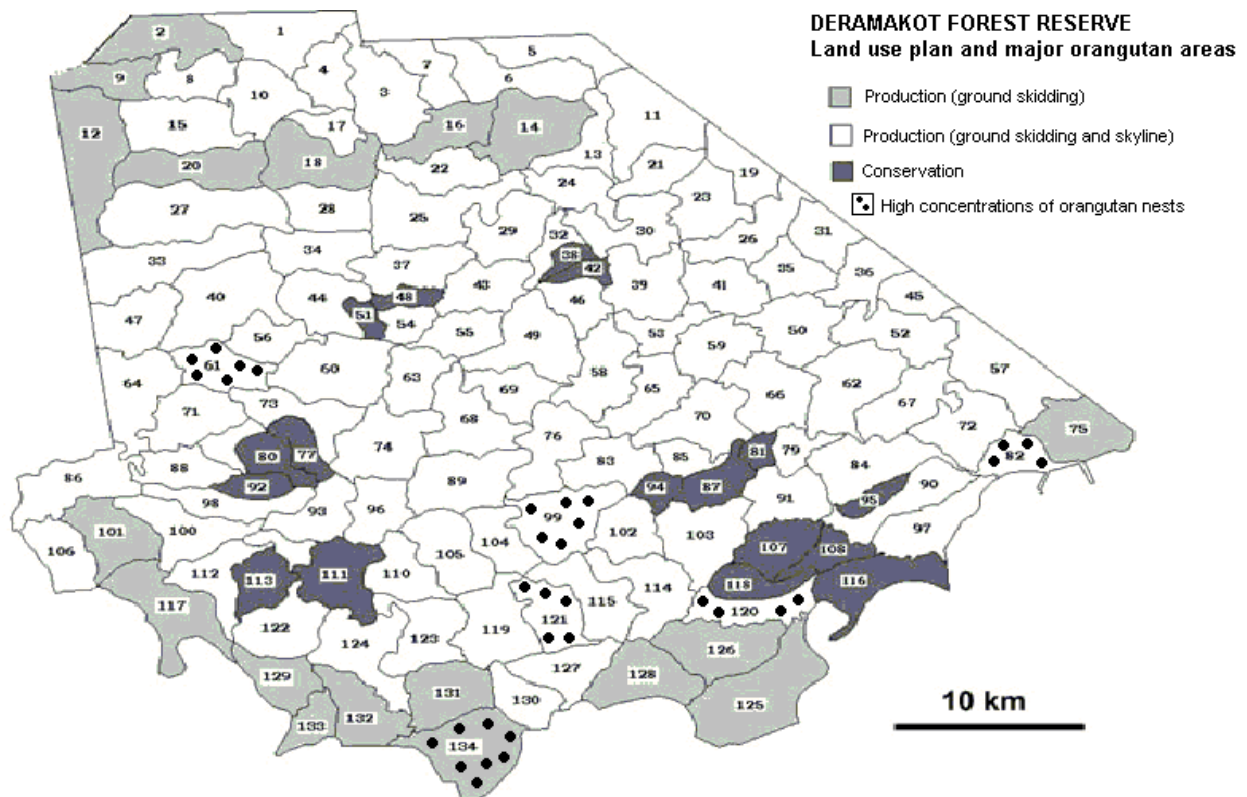 DERAMAKOT FOREST RESERVE
Land use plan and major orangutan areas
Production (ground skidding)
Production (ground skidding and skyline)
Conservation
High concentrations of orangutan nests
2 1
5
4 7
9 8 6
10 3
11
12 15 17 16 14
13
20 18 22 21 19
24
27 28 25 23
29 32 30 26 31
34
33 37 38 42 35 36
40 44 48 43 46 39 41 45
47 51 54
56 55 49 53 50 52
61 60 59
64 63 69 58 65 66 62 57
71 73 68 70 67
74 76 72 75
80 77 85 81 79 82
88 83 84
86 92 89 94 87 95 90
98 93 96 99 91 97
101 100 104 102 103
106 105 107 108
112 113 111 110 115 114 118 116
117 120
122 124 123 119 121
127 126
129 131 128
133 132 130 125
134
10 km